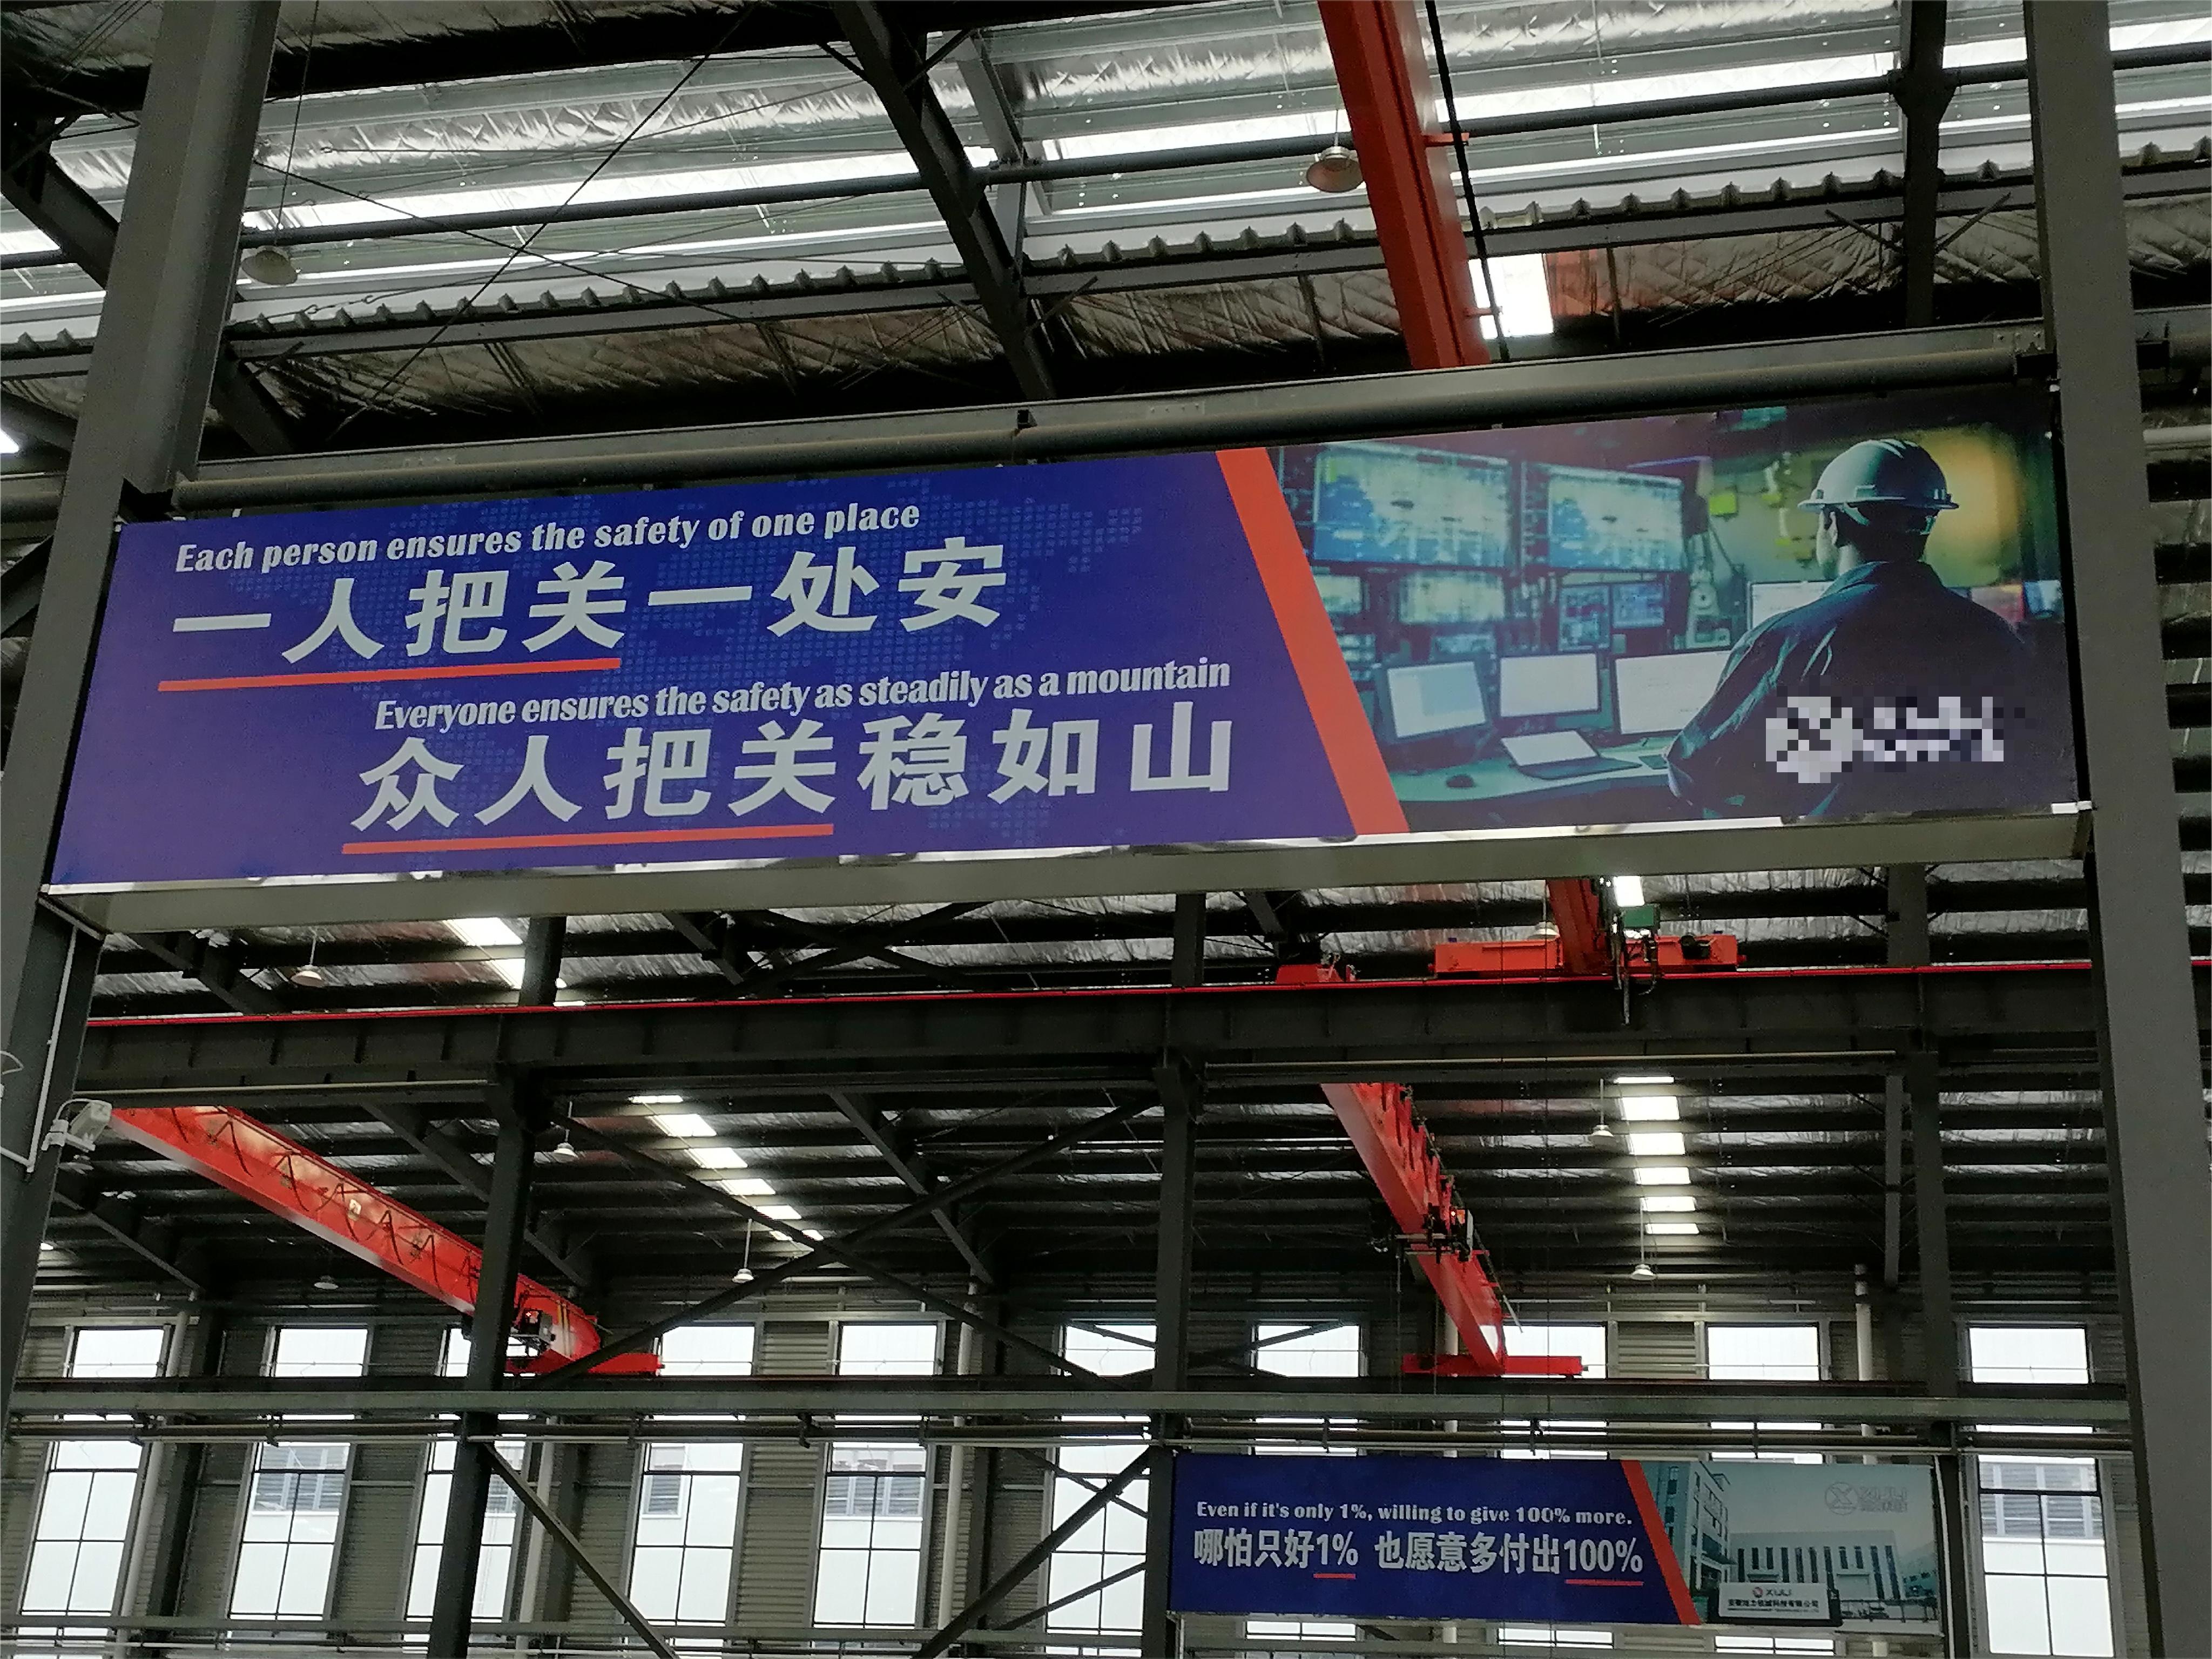 Each person ensures the safety of one place
一人把关一处安
Everyone ensures the safety as steadily as a mountain
众人把关稳如山
Even if it's only 1%, willing to give 100% more.
哪怕只好1% 也愿意多付出100%
XULI